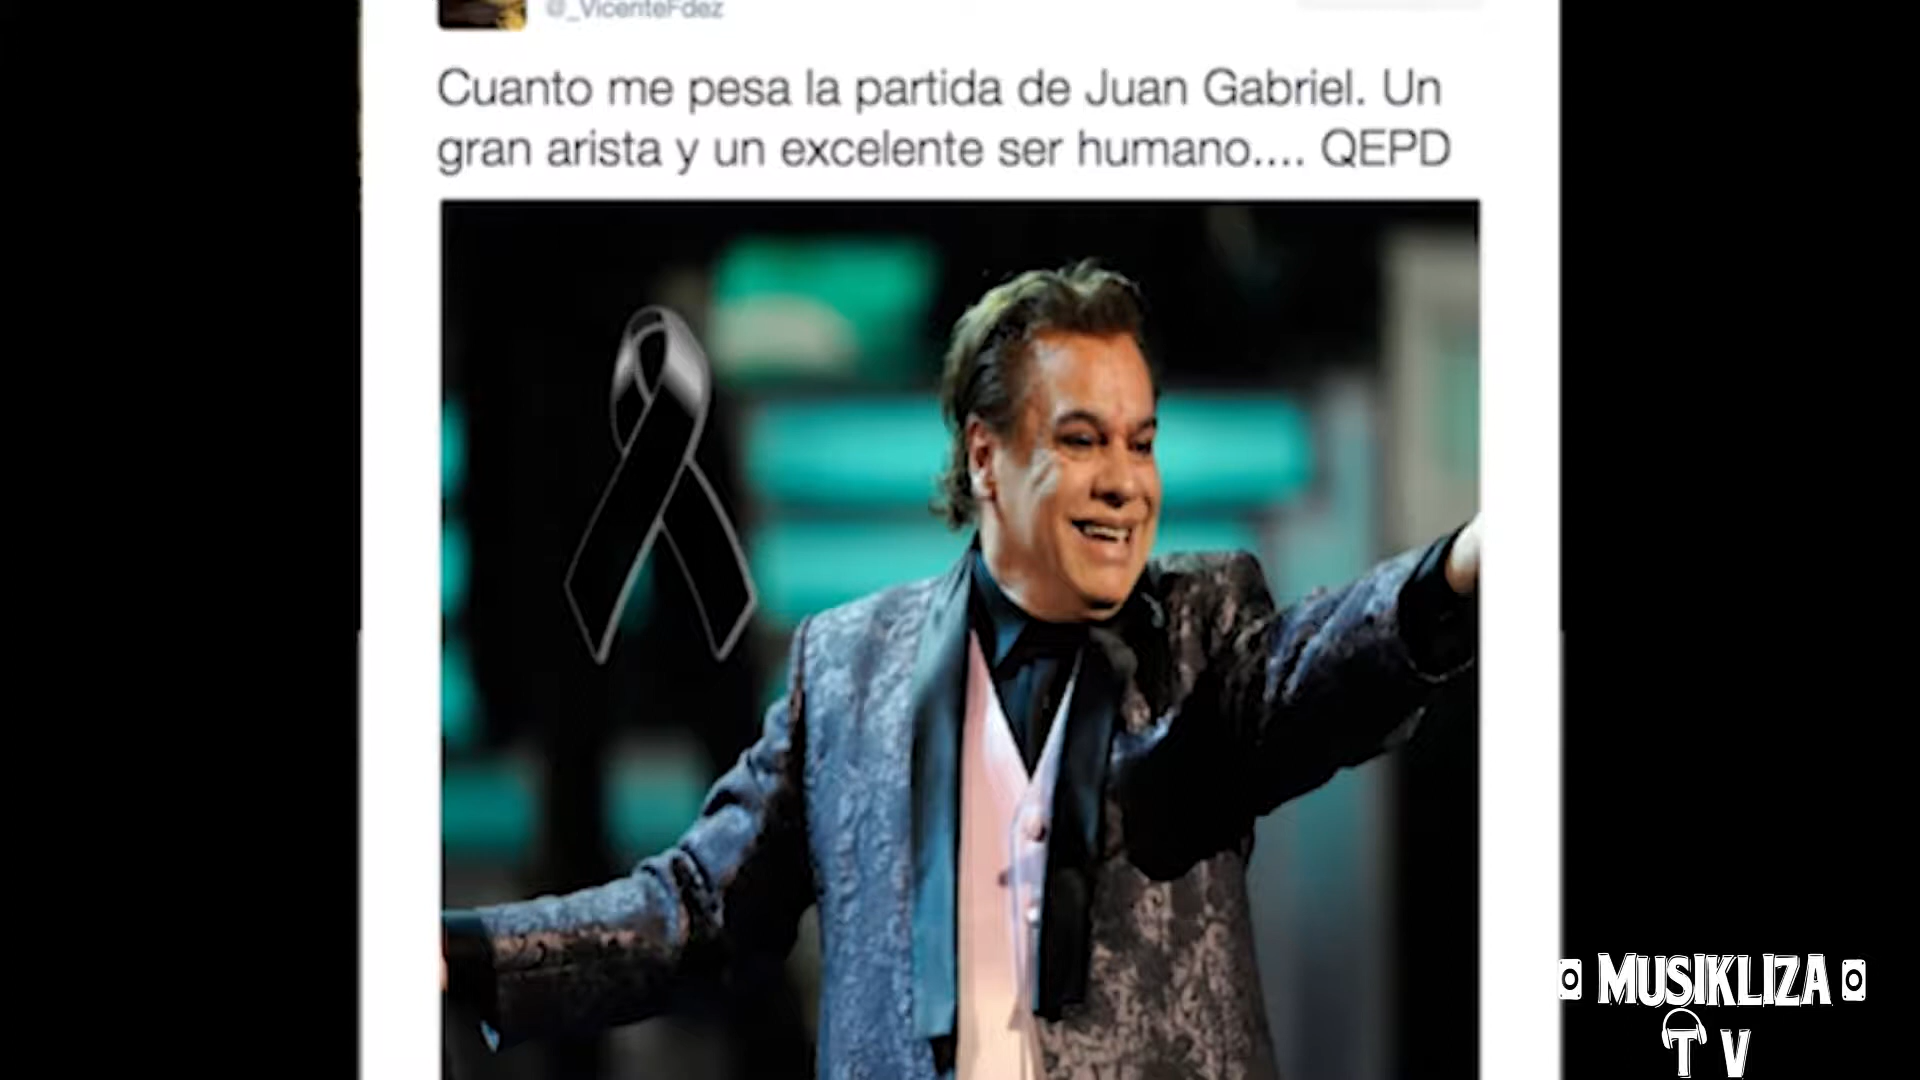 @_VicenteFdez
Cuanto me pesa la partida de Juan Gabriel. Un
gran arista y un excelente ser humano.... QEPD
MUSIKLIZA
TV